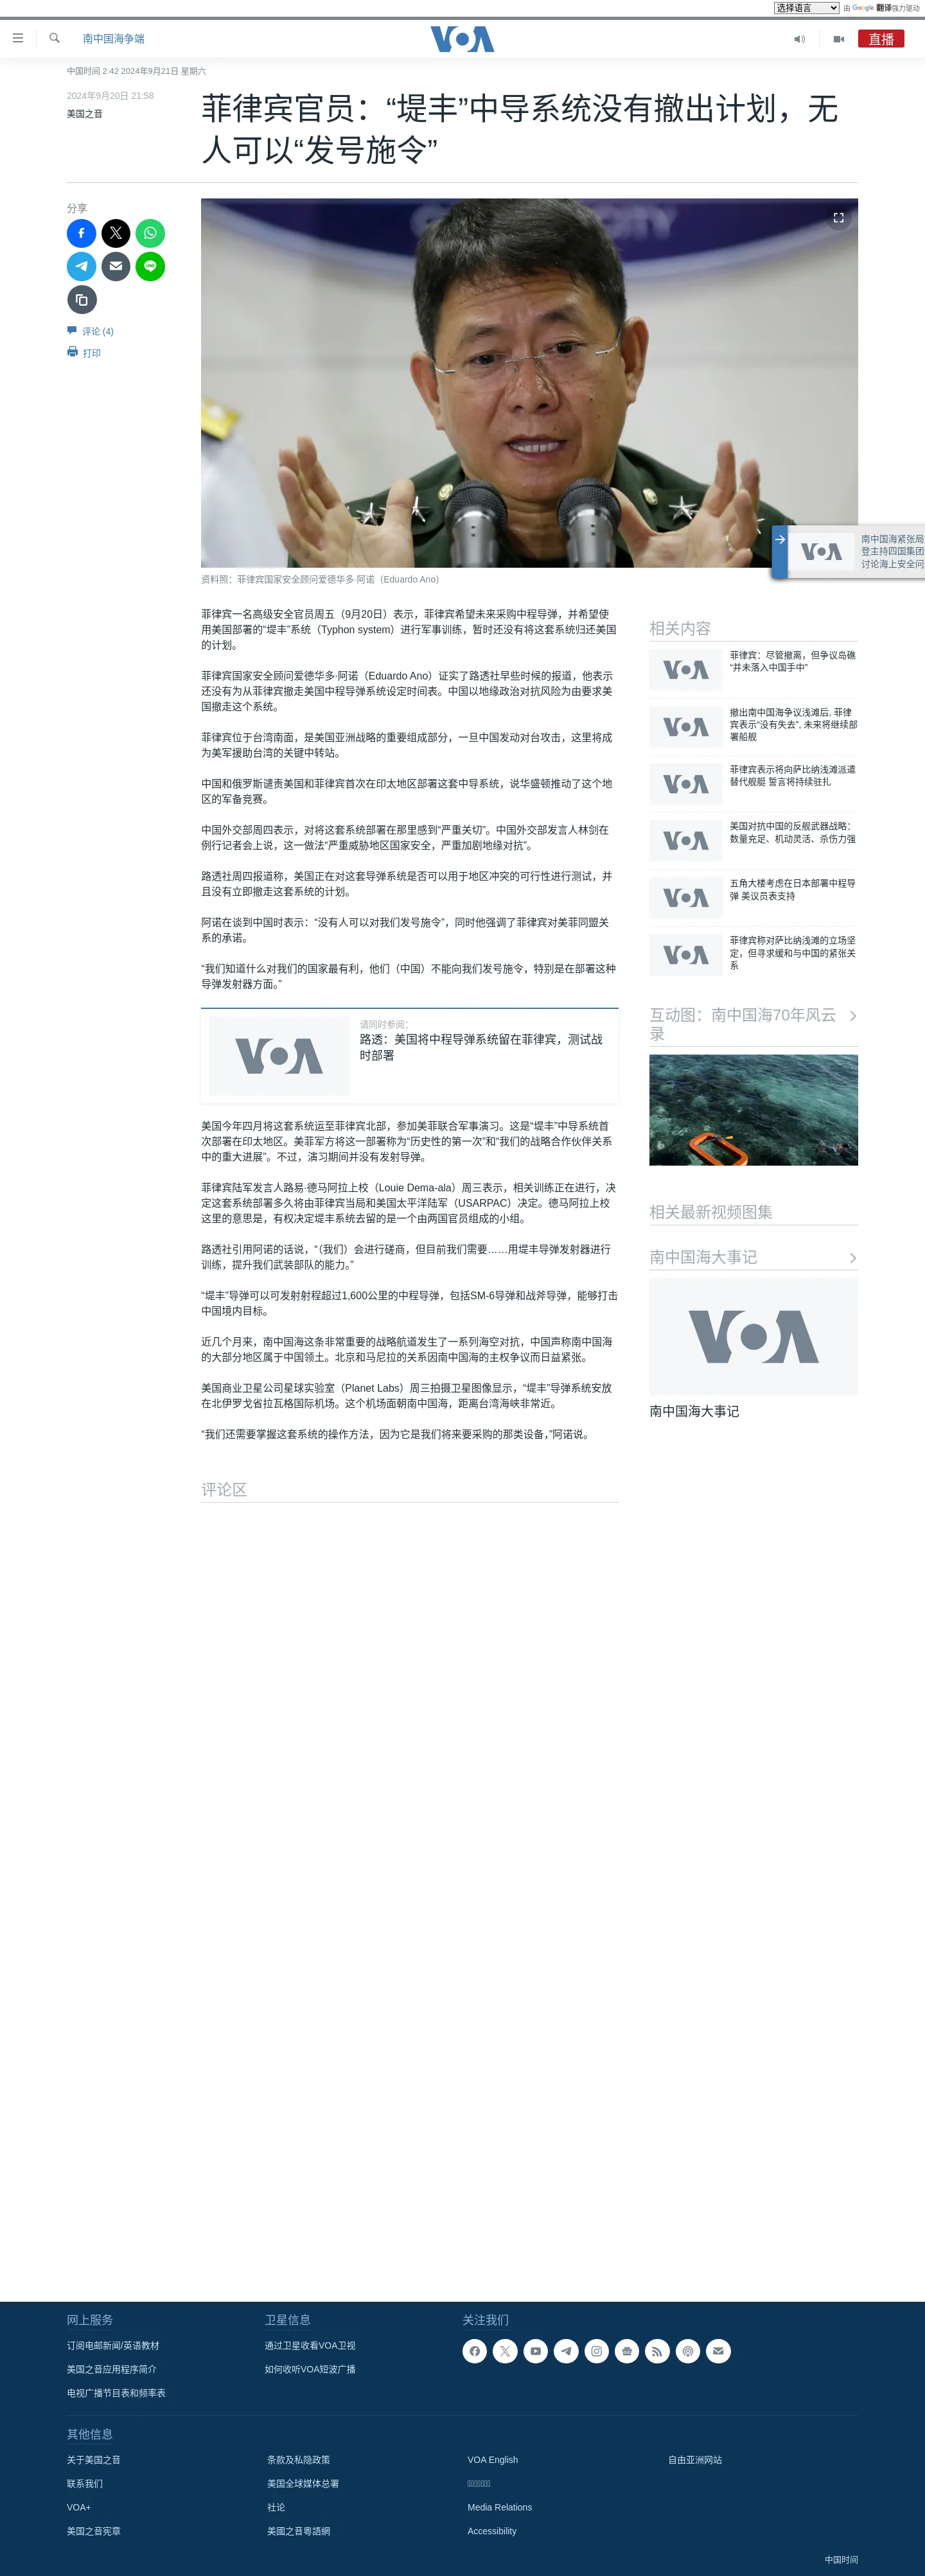 选择语言 由 Google 翻译强力驱动
南中国海争端
VOA
直播
中国时间 2:42 2024年9月21日 星期六
2024年9月20日 21:58
美国之音
菲律宾官员：“堤丰”中导系统没有撤出计划，无
人可以“发号施令”
分享
评论 (4)
打印
资料照：菲律宾国家安全顾问爱德华多·阿诺（Eduardo Ano）
南中国海紧张局
登主持四国集团
讨论海上安全问
菲律宾一名高级安全官员周五（9月20日）表示，菲律宾希望未来采购中程导弹，并希望使
用美国部署的“堤丰”系统（Typhon system）进行军事训练，暂时还没有将这套系统归还美国
的计划。
菲律宾国家安全顾问爱德华多·阿诺（Eduardo Ano）证实了路透社早些时候的报道，他表示
还没有为从菲律宾撤走美国中程导弹系统设定时间表。中国以地缘政治对抗风险为由要求美
国撤走这个系统。
菲律宾位于台湾南面，是美国亚洲战略的重要组成部分，一旦中国发动对台攻击，这里将成
为美军援助台湾的关键中转站。
中国和俄罗斯谴责美国和菲律宾首次在印太地区部署这套中导系统，说华盛顿推动了这个地
区的军备竞赛。
中国外交部周四表示，对将这套系统部署在那里感到“严重关切”。中国外交部发言人林剑在
例行记者会上说，这一做法“严重威胁地区国家安全，严重加剧地缘对抗”。
路透社周四报道称，美国正在对这套导弹系统是否可以用于地区冲突的可行性进行测试，并
且没有立即撤走这套系统的计划。
阿诺在谈到中国时表示：“没有人可以对我们发号施令”，同时他强调了菲律宾对美菲同盟关
系的承诺。
“我们知道什么对我们的国家最有利，他们（中国）不能向我们发号施令，特别是在部署这种
导弹发射器方面。”
请同时参阅：
VOA
路透：美国将中程导弹系统留在菲律宾，测试战
时部署
美国今年四月将这套系统运至菲律宾北部，参加美菲联合军事演习。这是“堤丰”中导系统首
次部署在印太地区。美菲军方将这一部署称为“历史性的第一次”和“我们的战略合作伙伴关系
中的重大进展”。不过，演习期间并没有发射导弹。
菲律宾陆军发言人路易·德马阿拉上校（Louie Dema-ala）周三表示，相关训练正在进行，决
定这套系统部署多久将由菲律宾当局和美国太平洋陆军（USARPAC）决定。德马阿拉上校
这里的意思是，有权决定堤丰系统去留的是一个由两国官员组成的小组。
路透社引用阿诺的话说，“（我们）会进行磋商，但目前我们需要……用堤丰导弹发射器进行
训练，提升我们武装部队的能力。”
“堤丰”导弹可以可发射射程超过1,600公里的中程导弹，包括SM-6导弹和战斧导弹，能够打击
中国境内目标。
近几个月来，南中国海这条非常重要的战略航道发生了一系列海空对抗，中国声称南中国海
的大部分地区属于中国领土。北京和马尼拉的关系因南中国海的主权争议而日益紧张。
美国商业卫星公司星球实验室（Planet Labs）周三拍摄卫星图像显示，“堤丰”导弹系统安放
在北伊罗戈省拉瓦格国际机场。这个机场面朝南中国海，距离台湾海峡非常近。
“我们还需要掌握这套系统的操作方法，因为它是我们将来要采购的那类设备，”阿诺说。
评论区
相关内容
VOA
菲律宾：尽管撤离，但争议岛礁
“并未落入中国手中”
VOA
撤出南中国海争议浅滩后, 菲律
宾表示“没有失去”, 未来将继续部
署船舰
VOA
菲律宾表示将向萨比纳浅滩派遣
替代舰艇 誓言将持续驻扎
VOA
美国对抗中国的反舰武器战略：
数量充足、机动灵活、杀伤力强
VOA
五角大楼考虑在日本部署中程导
弹 美议员表支持
VOA
菲律宾称对萨比纳浅滩的立场坚
定，但寻求缓和与中国的紧张关
系
互动图：南中国海70年风云
录
相关最新视频图集
南中国海大事记
VOA
南中国海大事记
网上服务
订阅电邮新闻/英语教材
美国之音应用程序简介
电视广播节目表和频率表
卫星信息
通过卫星收看VOA卫视
如何收听VOA短波广播
关注我们
其他信息
关于美国之音
联系我们
VOA+
美国之音宪章
条款及私隐政策
美国全球媒体总署
社论
美國之音粵語網
VOA English
Media Relations
Accessibility
自由亚洲网站
中国时间